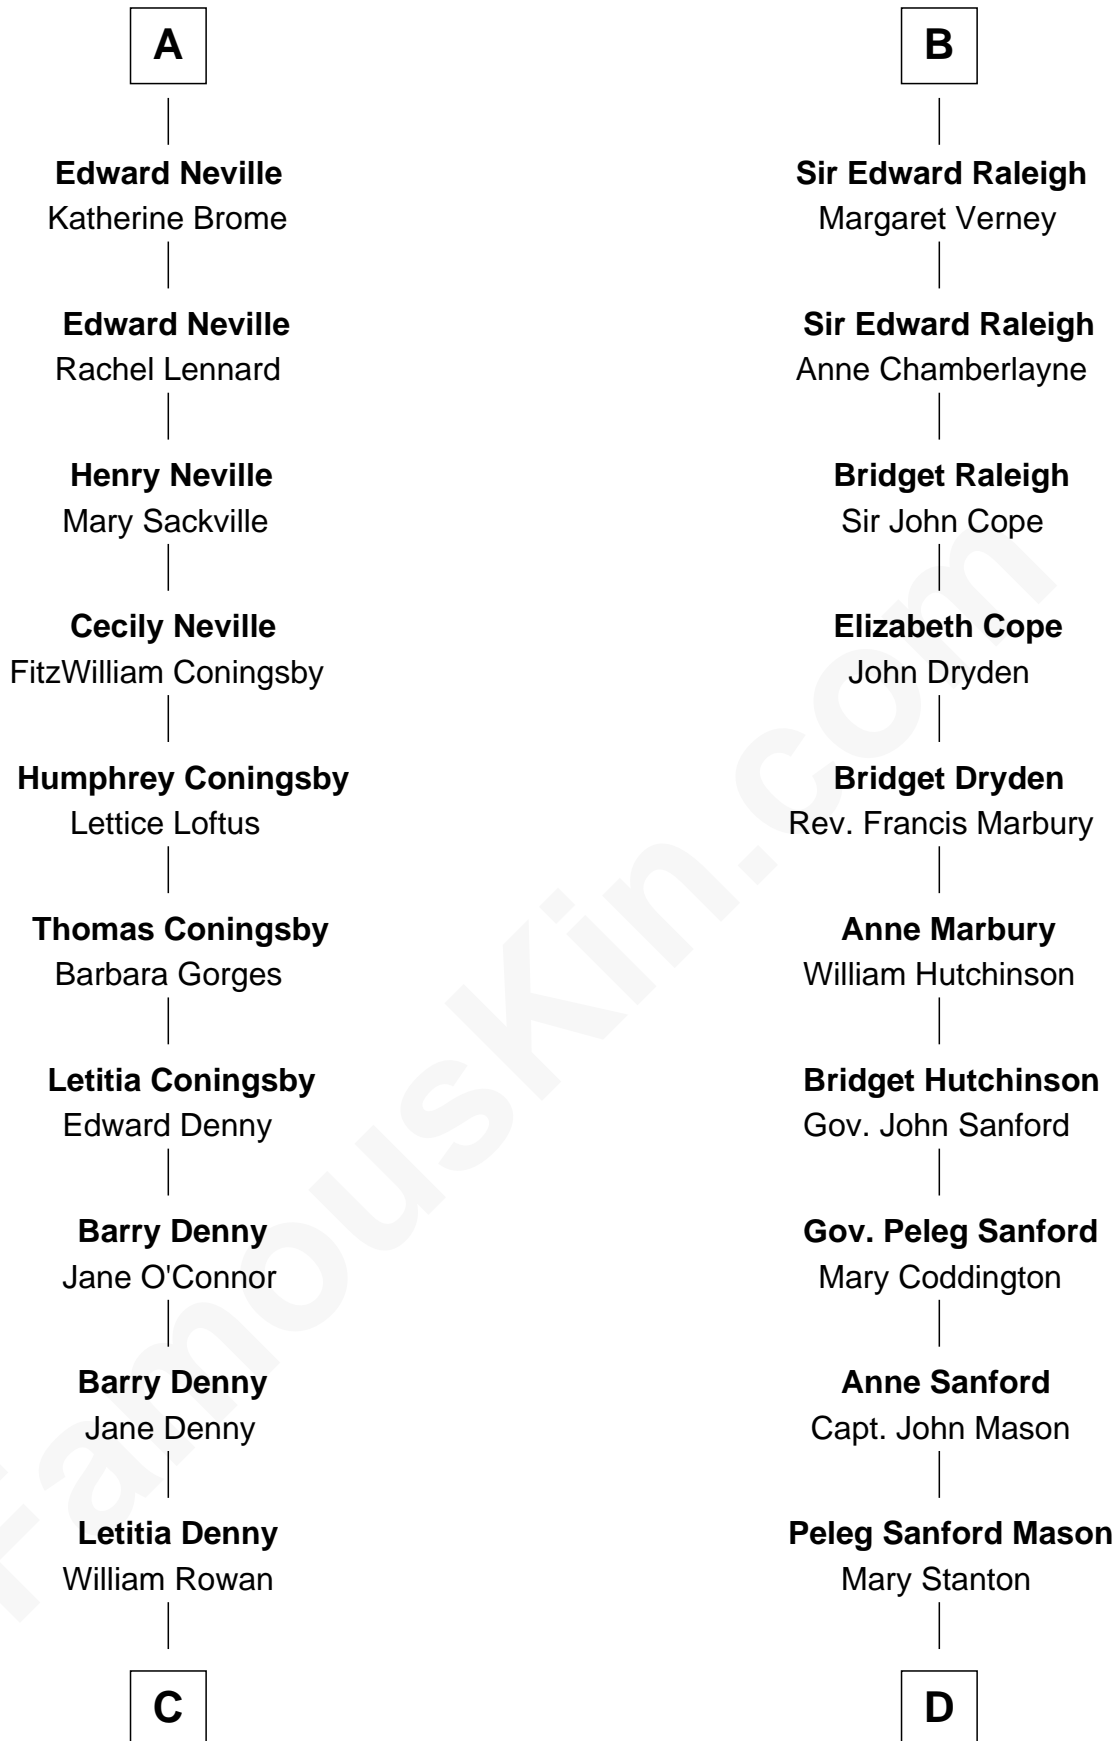 A
Edward Neville
Katherine Brome
Edward Neville
Rachel Lennard
Henry Neville
Mary Sackville
Cecily Neville
FitzWilliam Coningsby
Humphrey Coningsby
Lettice Loftus
Thomas Coningsby
Barbara Gorges
Letitia Coningsby
Edward Denny
Barry Denny
Jane O'Connor
Barry Denny
Jane Denny
Letitia Denny
William Rowan
C
B
Sir Edward Raleigh
Margaret Verney
Sir Edward Raleigh
Anne Chamberlayne
Bridget Raleigh
Sir John Cope
Elizabeth Cope
John Dryden
Bridget Dryden
Rev. Francis Marbury
Anne Marbury
William Hutchinson
Bridget Hutchinson
Gov. John Sanford
Gov. Peleg Sanford
Mary Coddington
Anne Sanford
Capt. John Mason
Peleg Sanford Mason
Mary Stanton
D
FamousKin.com